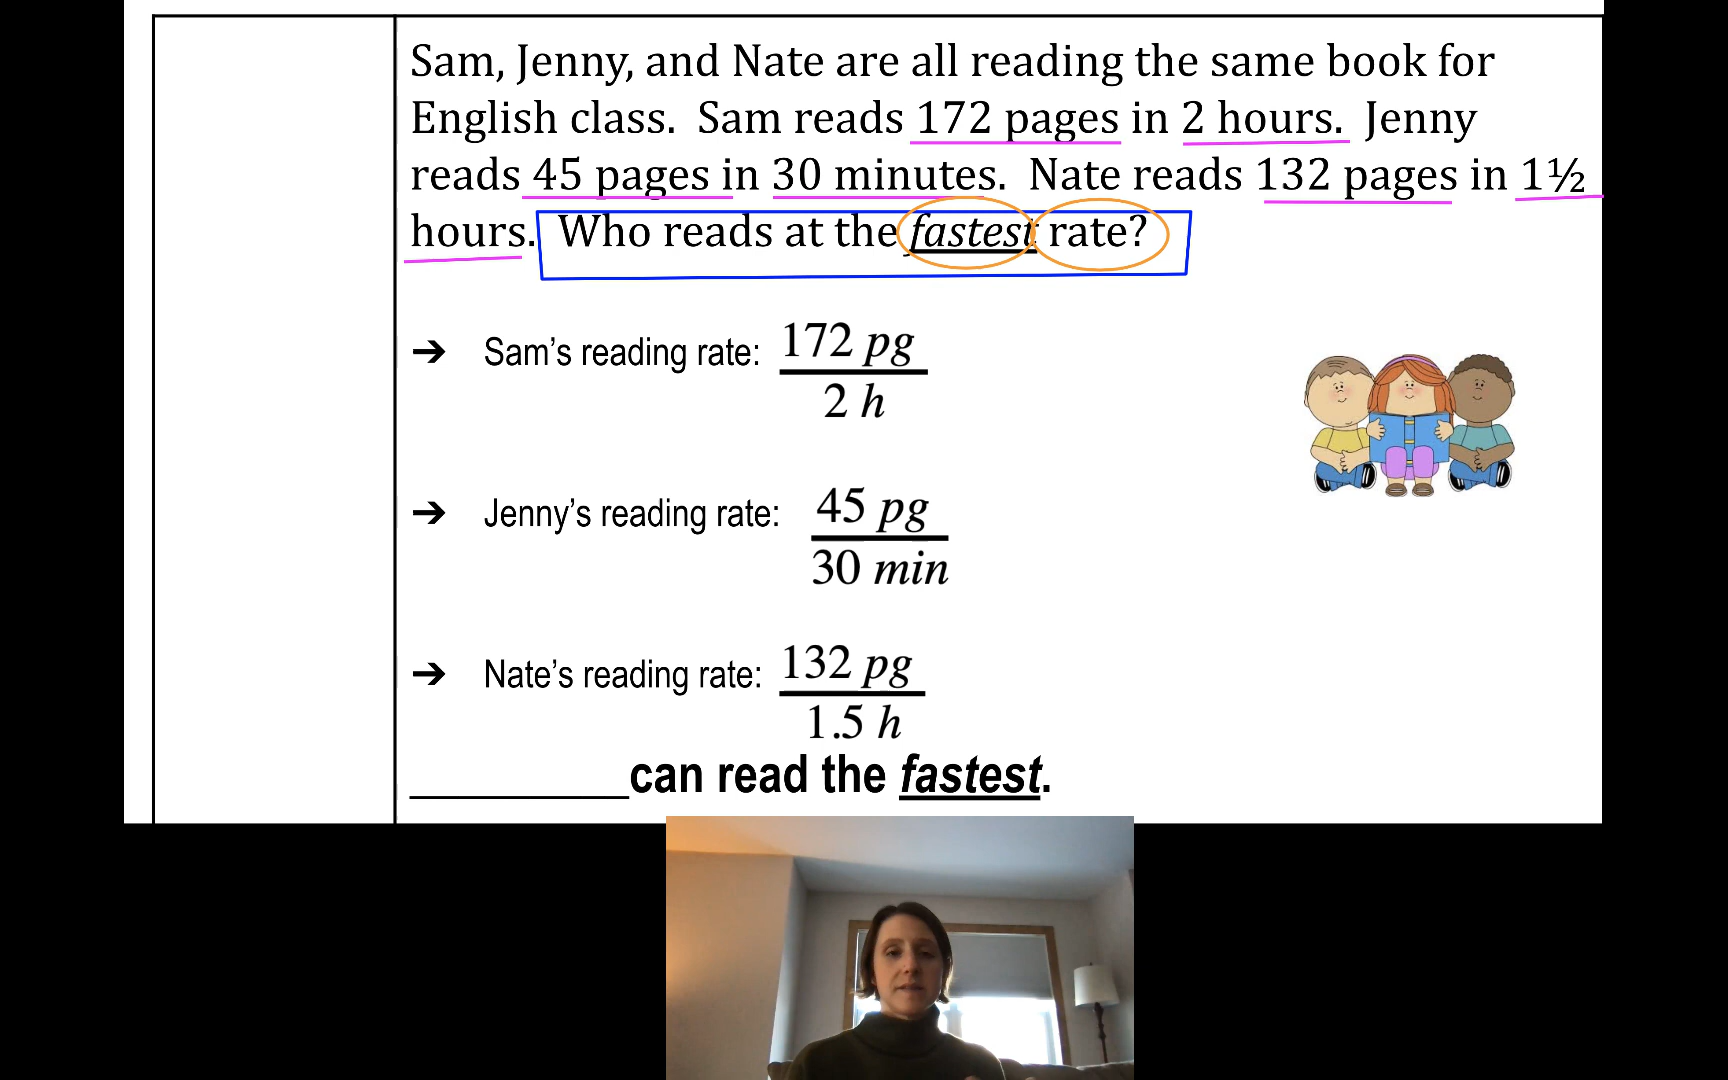 Sam, Jenny, and Nate are all reading the same book for
English class.  Sam reads 172 pages in 2 hours.  Jenny
reads 45 pages in 30 minutes.  Nate reads 132 pages in 1½
hours.  Who reads at the fastest rate?
➔ Sam’s reading rate: 172 pg
2 h
➔ Jenny’s reading rate: 45 pg
30 min
➔ Nate’s reading rate: 132 pg
1.5 h
__________can read the fastest.